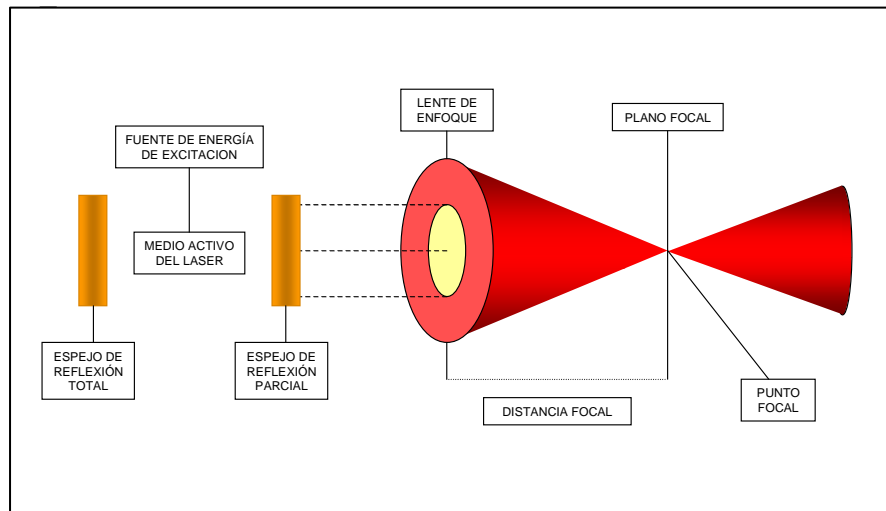 LENTE DE
ENFOQUE
PLANO FOCAL
FUENTE DE ENERGÍA
DE EXCITACION
MEDIO ACTIVO
DEL LASER
ESPEJO DE
REFLEXIÓN
TOTAL
ESPEJO DE
REFLEXIÓN
PARCIAL
DISTANCIA FOCAL
PUNTO
FOCAL